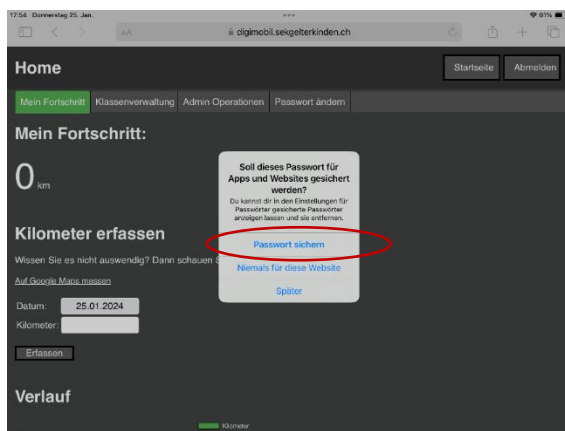 17:54 Donnerstag 25. Jan.
61%
AA
digimobil.sekgelterkinden.ch
Home
Startseite
Abmelden
Mein Fortschritt
Klassenverwaltung
Admin Operationen
Passwort ändern
Mein Fortschritt:
0 km
Soll dieses Passwort für
Apps und Websites gesichert
werden?
Du kannst dir in den Einstellungen für
Passwörter gesicherte Passwörter
anzeigen lassen und sie entfernen.
Passwort sichern
Niemals für diese Website
Später
Kilometer erfassen
Wissen Sie es nicht auswendig? Dann schauen S
Auf Google Maps messen
Datum: 25.01.2024
Kilometer:
Erfassen
Verlauf
Kilometer